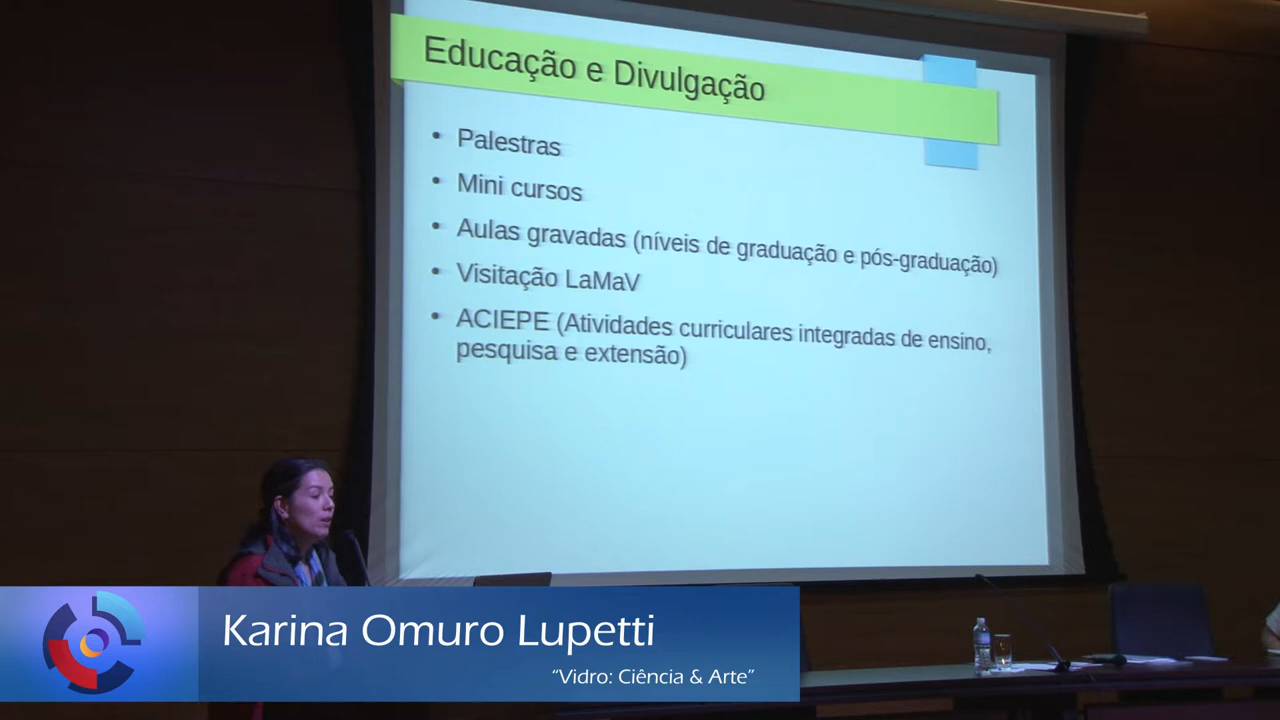 Educação e Divulgação
• Palestras
• Mini cursos
• Aulas gravadas (níveis de graduação e pós-graduação)
• Visitação LaMaV
• ACIEPE (Atividades curriculares integradas de ensino,
pesquisa e extensão)
Karina Omuro Lupetti
“Vidro: Ciência & Arte”